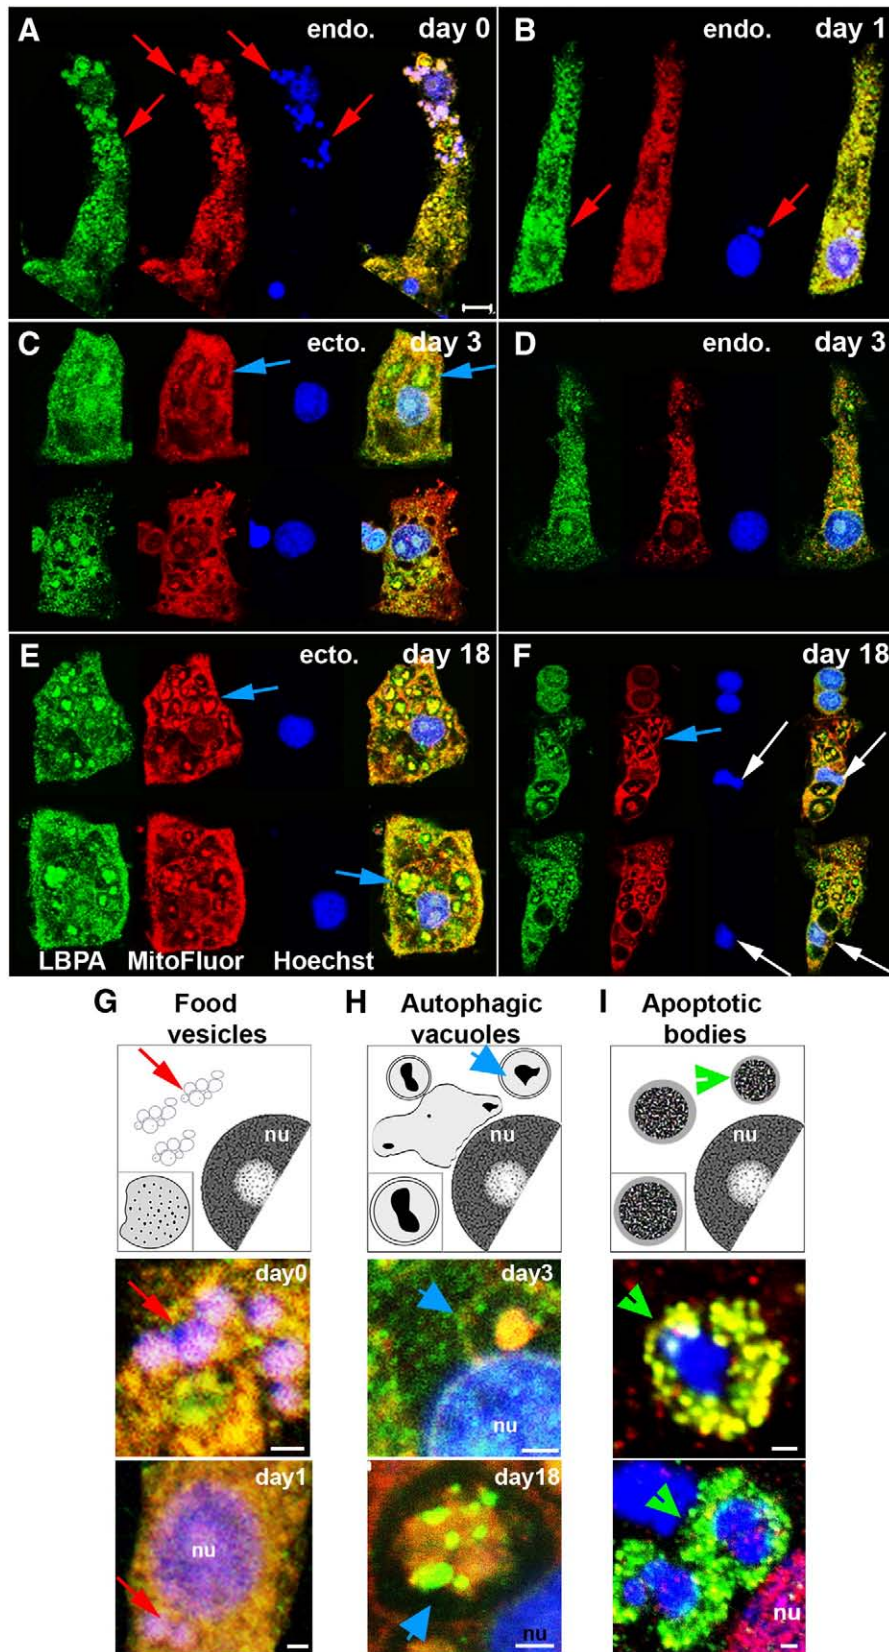 A endo. day 0
B endo. day 1
C ecto. day 3
D endo. day 3
E ecto. day 18
F day 18
LBPA MitoFluor Hoechst
G Food vesicles
H Autophagic vacuoles
I Apoptotic bodies
nu
nu
nu
day0
day3
nu
day1
nu
day18
nu
nu